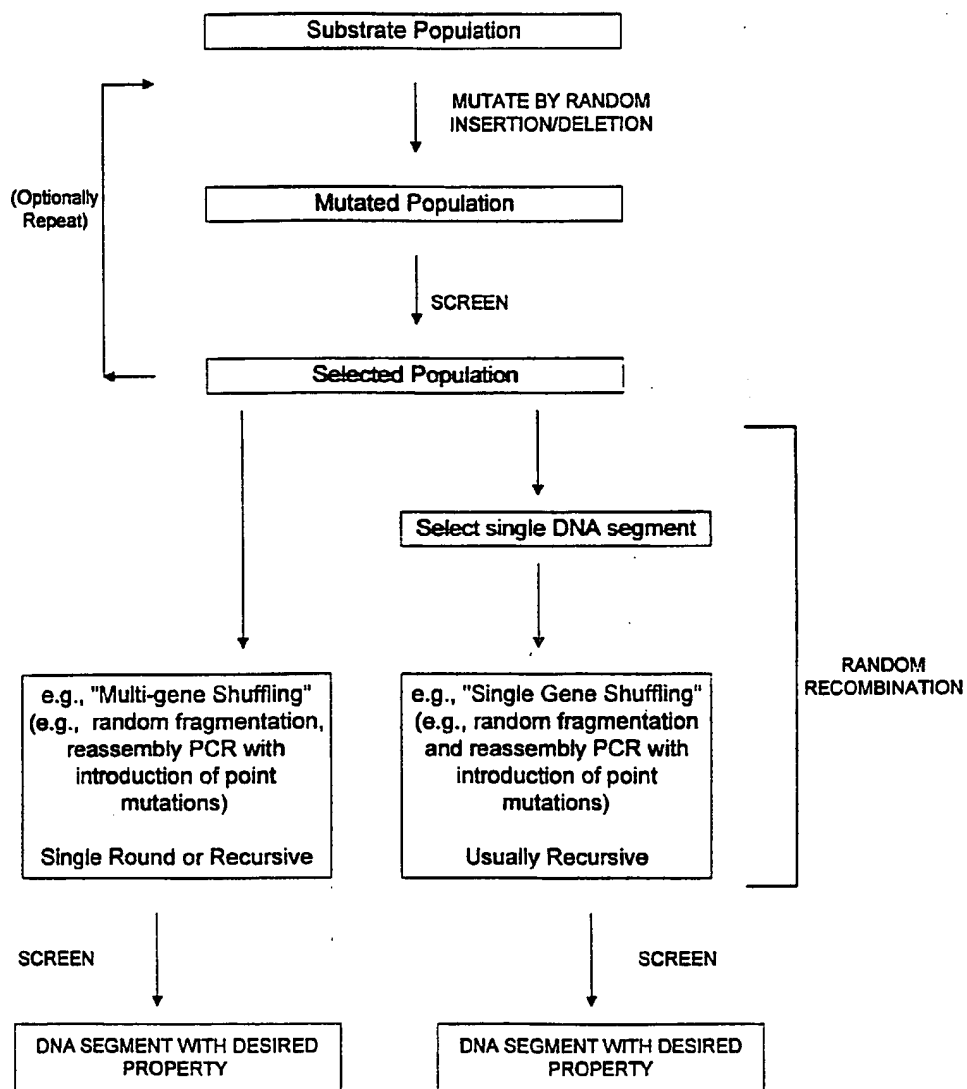 Substrate Population
MUTATE BY RANDOM
INSERTION/DELETION
(Optionally
Repeat)
Mutated Population
SCREEN
Selected Population
Select single DNA segment
RANDOM
RECOMBINATION
e.g., "Multi-gene Shuffling"
(e.g., random fragmentation,
reassembly PCR with
introduction of point
mutations)
Single Round or Recursive
e.g., "Single Gene Shuffling"
(e.g., random fragmentation
and reassembly PCR with
introduction of point
mutations)
Usually Recursive
SCREEN
SCREEN
DNA SEGMENT WITH DESIRED
PROPERTY
DNA SEGMENT WITH DESIRED
PROPERTY